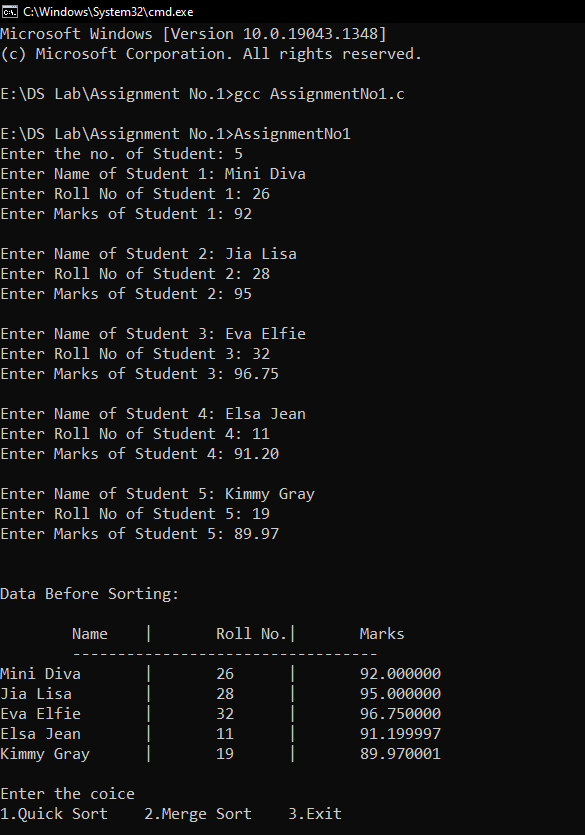 C:\Windows\System32\cmd.exe
Microsoft Windows [Version 10.0.19043.1348]
(c) Microsoft Corporation. All rights reserved.
E:\DS Lab\Assignment No.1>gcc AssignmentNo1.c
E:\DS Lab\Assignment No.1>AssignmentNo1
Enter the no. of Student: 5
Enter Name of Student 1: Mini Diva
Enter Roll No of Student 1: 26
Enter Marks of Student 1: 92
Enter Name of Student 2: Jia Lisa
Enter Roll No of Student 2: 28
Enter Marks of Student 2: 95
Enter Name of Student 3: Eva Elfie
Enter Roll No of Student 3: 32
Enter Marks of Student 3: 96.75
Enter Name of Student 4: Elsa Jean
Enter Roll No of Student 4: 11
Enter Marks of Student 4: 91.20
Enter Name of Student 5: Kimmy Gray
Enter Roll No of Student 5: 19
Enter Marks of Student 5: 89.97
Data Before Sorting:
Name | Roll No.| Marks
----------------------------------
Mini Diva | 26 | 92.000000
Jia Lisa | 28 | 95.000000
Eva Elfie | 32 | 96.750000
Elsa Jean | 11 | 91.199997
Kimmy Gray | 19 | 89.970001
Enter the coice
1.Quick Sort 2.Merge Sort 3.Exit